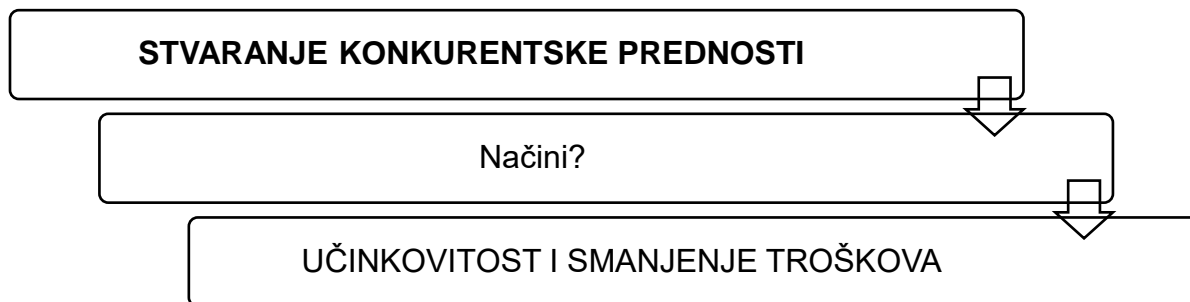 STVARANJE KONKURENTSKE PREDNOSTI
Načini?
UČINKOVITOST I SMANJENJE TROŠKOVA